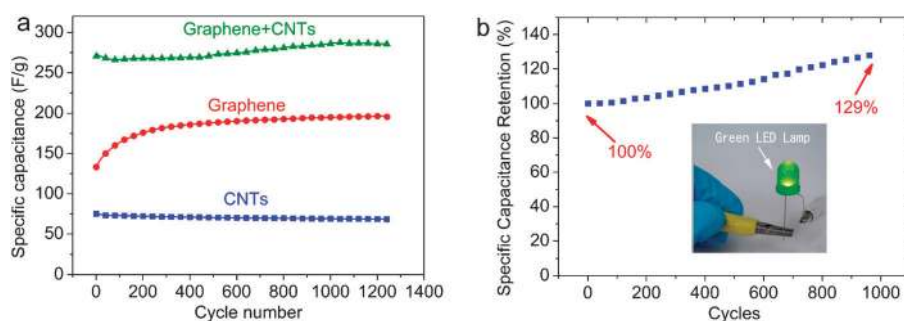 a
Specific capacitance (F/g)
300
250
200
150
100
50
0
Graphene+CNTs
Graphene
CNTs
0 200 400 600 800 1000 1200 1400
Cycle number
b
Specific Capacitance Retention (%)
140
120
100
80
60
40
20
0
100%
129%
Green LED Lamp
0 200 400 600 800 1000
Cycles